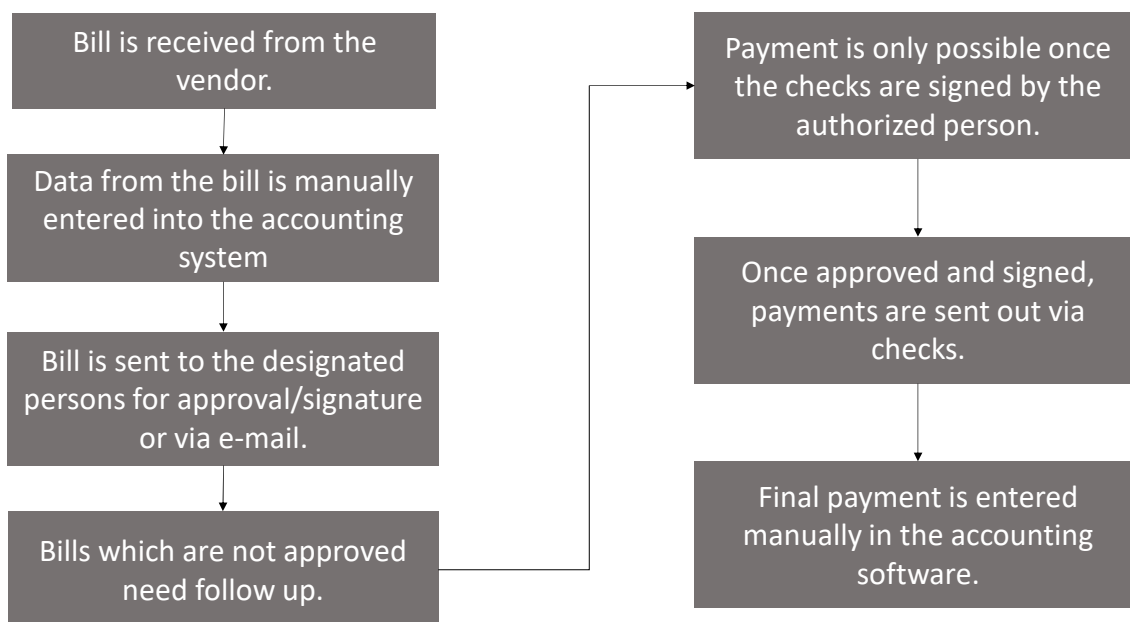 Bill is received from the
vendor.
Data from the bill is manually
entered into the accounting
system
Bill is sent to the designated
persons for approval/signature
or via e-mail.
Bills which are not approved
need follow up.
Payment is only possible once
the checks are signed by the
authorized person.
Once approved and signed,
payments are sent out via
checks.
Final payment is entered
manually in the accounting
software.